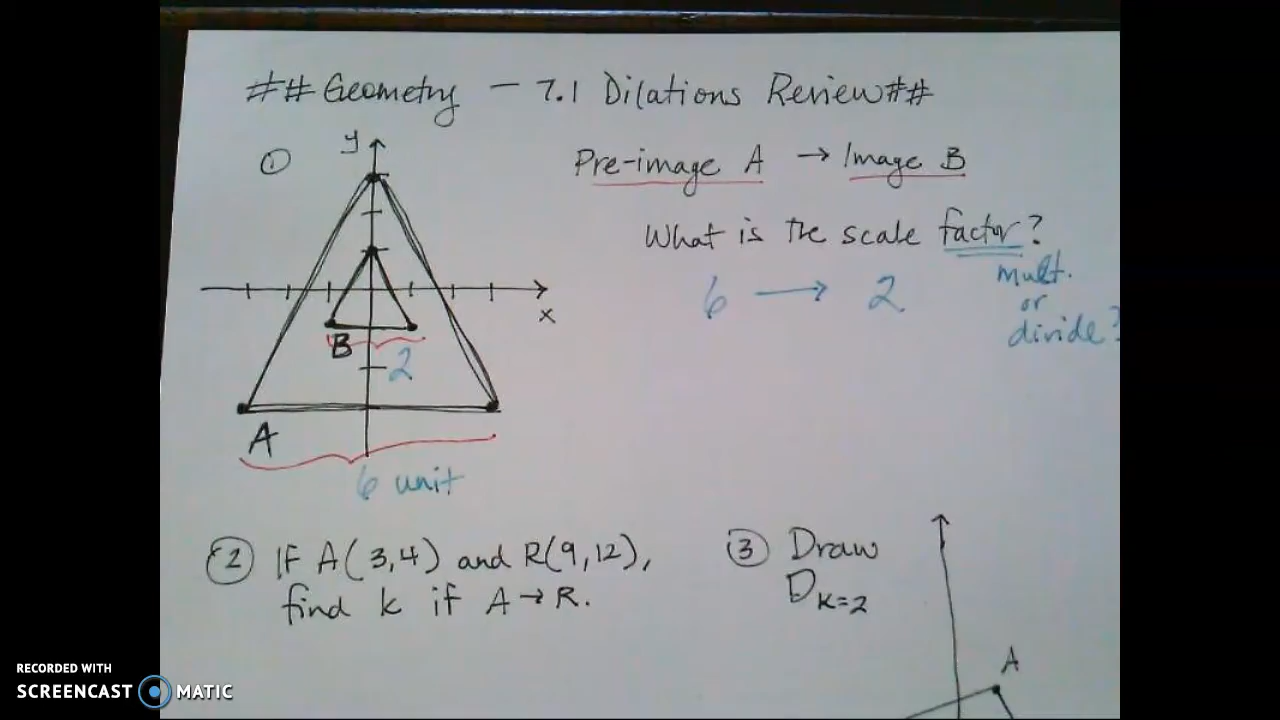 ## Geometry - 7.1 Dilations Review ##
① y
Pre-image A → Image B
What is the scale factor?
6 → 2
mult.
or
divide?
x
B
2
A
6 unit
② If A(3,4) and R(9,12),
find k if A → R.
③ Draw
D k=2
A
RECORDED WITH
SCREENCAST MATIC